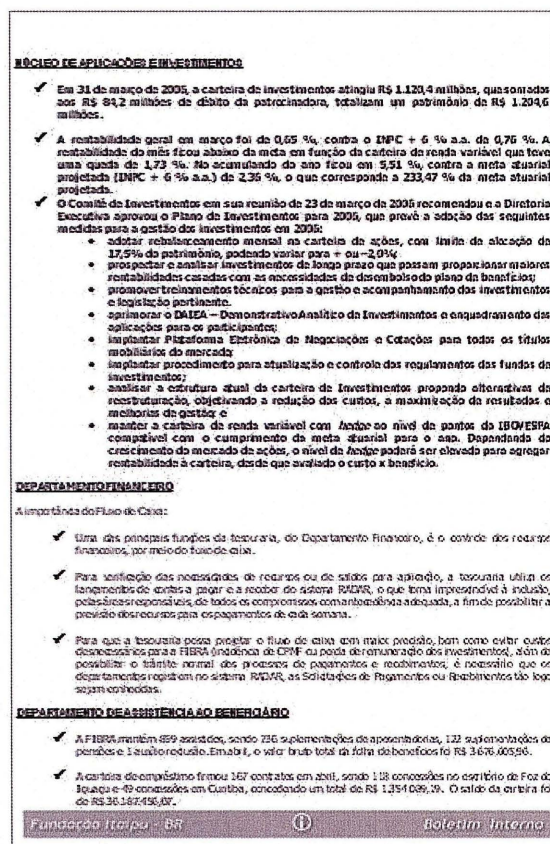 NÚCLEO DE APLICAÇÕES E INVESTIMENTOS
✔ Em 31 de março de 2006, a carteira de investimentos atingiu R$ 1.120,4 milhões, que somados
aos R$ 84,2 milhões de débito da patrocinadora, totalizam um patrimônio de R$ 1.204,6
milhões.
✔ A rentabilidade geral em março foi de 0,65 %, contra o INPC + 6 % a.a. de 0,76 %. A
rentabilidade do mês ficou abaixo da meta em função da carteira de renda variável que teve
uma queda de 1,73 %. No acumulado do ano ficou em 5,51 %, contra a meta atuarial
projetada (INPC + 6 % a.a.) de 2,36 %, o que corresponde a 233,47 % da meta atuarial
projetada.
✔ O Comitê de Investimentos em sua reunião de 23 de março de 2006 recomendou e a Diretoria
Executiva aprovou o Plano de Investimentos para 2006, que prevê a adoção das seguintes
medidas para a gestão dos investimentos em 2006:
• adotar rebalanceamento mensal na carteira de ações, com limite de alocação de
17,5% do patrimônio, podendo variar para + ou – 2,0%;
• prospectar e analisar investimentos de longo prazo que possam proporcionar maiores
rentabilidades casadas com as necessidades de desembolso do plano de benefícios;
• promover treinamentos técnicos para a gestão e acompanhamento dos investimentos
e legislação pertinente.
• aprimorar o DAIEA – Demonstrativo Analítico de Investimentos e enquadramento das
aplicações para os participantes;
• implantar Plataforma Eletrônica de Negociações e Cotações para todos os títulos
mobiliários do mercado;
• implantar procedimento para atualização e controle dos regulamentos dos fundos de
investimentos;
• analisar a estrutura atual da carteira de Investimentos propondo alternativas de
reestruturação, objetivando a redução dos custos, a maximização de resultados e
melhorias de gestão; e
• manter a carteira de renda variável com hedge ao nível de pontos do IBOVESPA
compatível com o cumprimento da meta atuarial para o ano. Dependendo do
crescimento do mercado de ações, o nível de hedge poderá ser elevado para agregar
rentabilidade à carteira, desde que avaliado o custo x benefício.
DEPARTAMENTO FINANCEIRO
A importância do Fluxo de Caixa:
✔ Uma das principais funções da tesouraria, do Departamento Financeiro, é o controle dos recursos
financeiros, por meio do fluxo de caixa.
✔ Para verificação das necessidades de recursos ou de saldos para aplicação, a tesouraria utiliza os
lançamentos de contas a pagar e a receber do sistema RADAR, o que torna imprescindível à inclusão,
pelas áreas responsáveis, de todos os compromissos com antecedência adequada, a fim de possibilitar a
previsão dos recursos para os pagamentos de cada semana.
✔ Para que a tesouraria possa projetar o fluxo de caixa com maior precisão, bem como evitar custos
desnecessários para a FIBRA (incidência de CPMF ou perda de remuneração dos investimentos), além de
possibilitar o trâmite normal dos processos de pagamentos e recebimentos, é necessário que os
departamentos registrem no sistema RADAR, as Solicitações de Pagamentos ou Recebimentos tão logo
sejam conhecidas.
DEPARTAMENTO DE ASSISTÊNCIA AO BENEFICIÁRIO
✔ A FIBRA mantém 859 assistidos, sendo 736 suplementações de aposentadorias, 122 suplementações de
pensões e 1 auxílio reclusão. Em abril, o valor bruto total da folha de benefícios foi R$ 3.676.605,96.
✔ A carteira de empréstimo firmou 167 contratos em abril, sendo 118 concessões no escritório de Foz do
Iguaçu e 49 concessões em Curitiba, concedendo um total de R$ 1.354.039,19. O saldo da carteira foi
de R$ 36.187.456,07.
Fundação Itaipu - BR
Boletim Interno